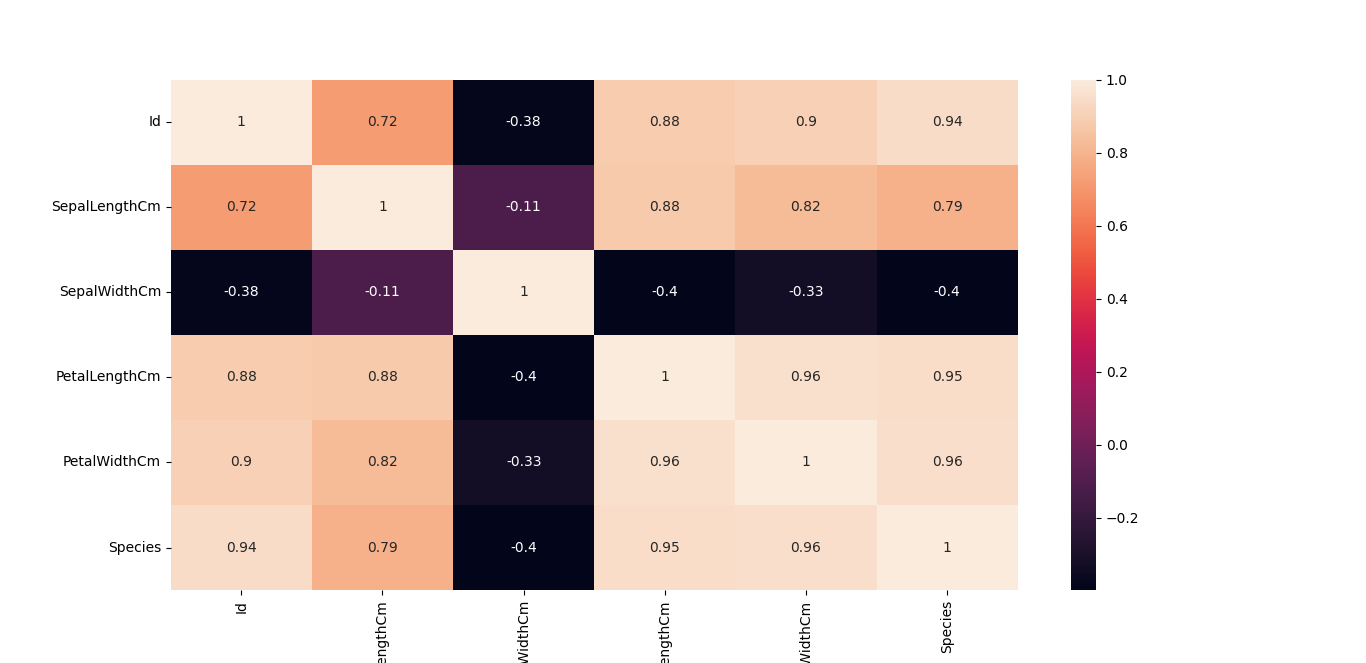 Id 1 0.72 -0.38 0.88 0.9 0.94
SepalLengthCm 0.72 1 -0.11 0.88 0.82 0.79
SepalWidthCm -0.38 -0.11 1 -0.4 -0.33 -0.4
PetalLengthCm 0.88 0.88 -0.4 1 0.96 0.95
PetalWidthCm 0.9 0.82 -0.33 0.96 1 0.96
Species 0.94 0.79 -0.4 0.95 0.96 1
Id engthCm WidthCm engthCm WidthCm Species
1.0
0.8
0.6
0.4
0.2
0.0
−0.2